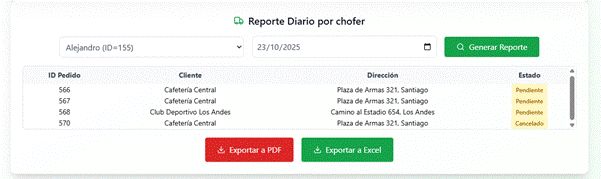 Reporte Diario por chofer
Alejandro (ID=155) 23/10/2025 Generar Reporte
ID Pedido Cliente Dirección Estado
566 Cafetería Central Plaza de Armas 321, Santiago Pendiente
567 Cafetería Central Plaza de Armas 321, Santiago Pendiente
568 Club Deportivo Los Andes Camino al Estadio 654, Los Andes Pendiente
570 Cafetería Central Plaza de Armas 321, Santiago Cancelado
Exportar a PDF Exportar a Excel